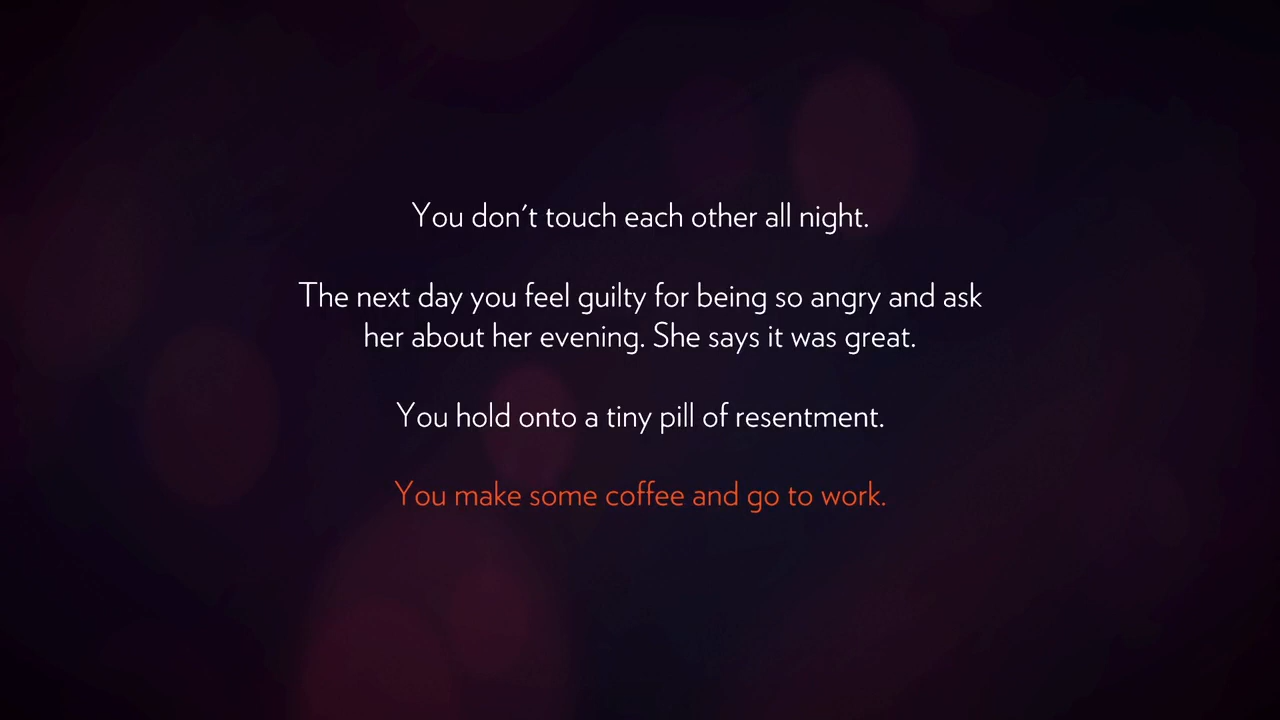 You don't touch each other all night.
The next day you feel guilty for being so angry and ask
her about her evening. She says it was great.
You hold onto a tiny pill of resentment.
You make some coffee and go to work.